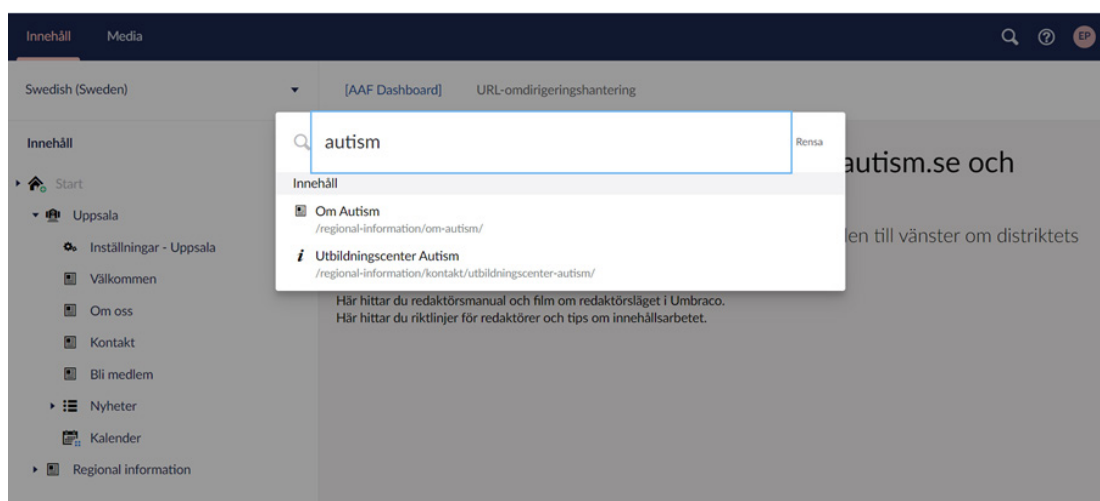 Innehåll Media EP
Swedish (Sweden) [AAF Dashboard] URL-omdirigeringshantering
autism Rensa
Innehåll
Om Autism
/regional-information/om-autism/
Utbildningscenter Autism
/regional-information/kontakt/utbildningscenter-autism/
autism.se och
len till vänster om distriktets
Här hittar du redaktörsmanual och film om redaktörsläget i Umbraco.
Här hittar du riktlinjer för redaktörer och tips om innehållsarbetet.
Innehåll
Start
Uppsala
Inställningar - Uppsala
Välkommen
Om oss
Kontakt
Bli medlem
Nyheter
Kalender
Regional information